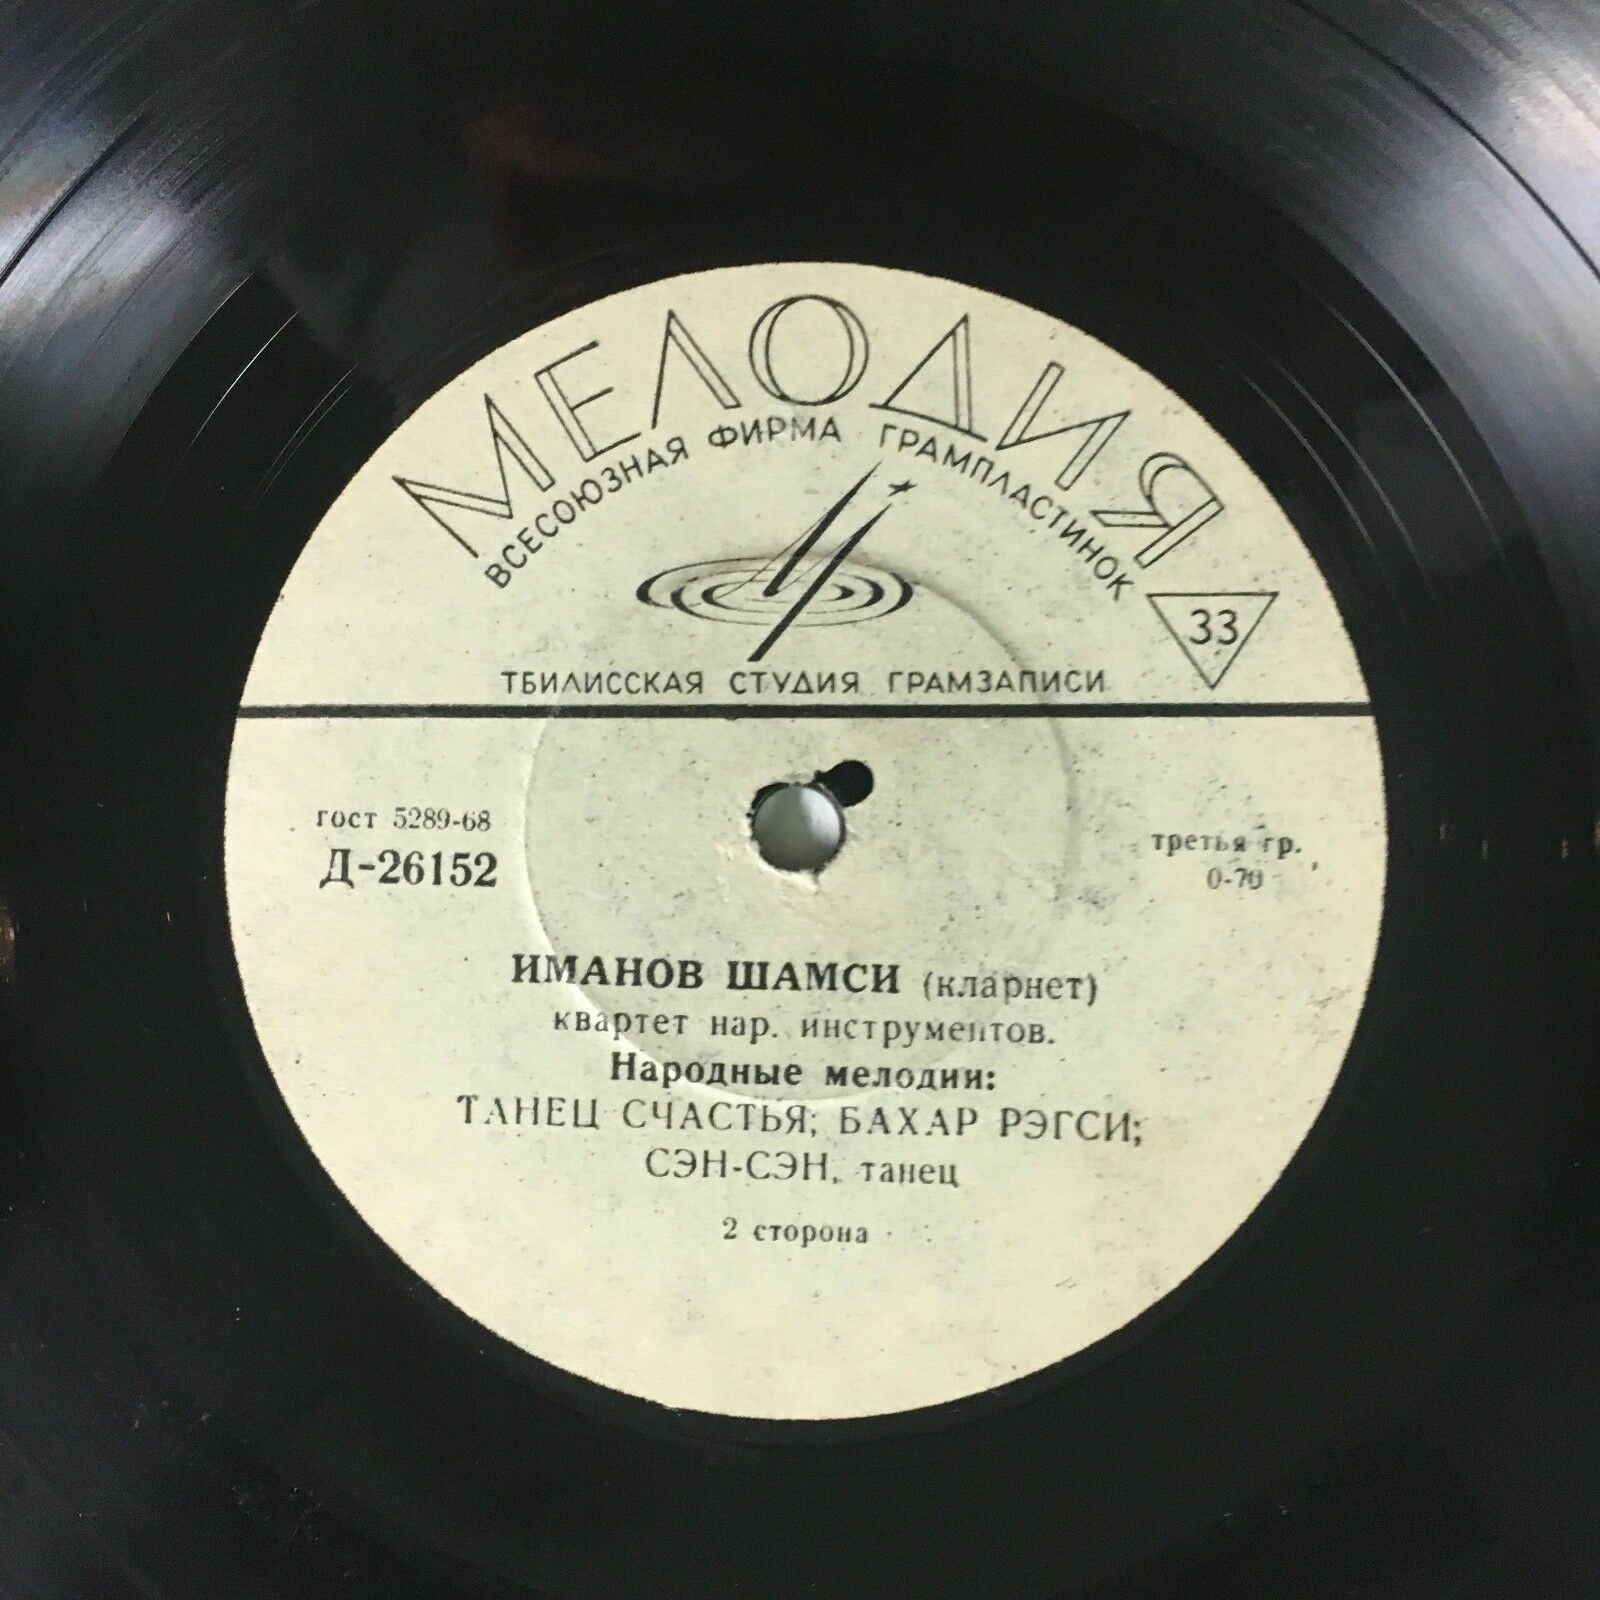 МЕЛОДИЯ
ВСЕСОЮЗНАЯ ФИРМА ГРАМПЛАСТИНОК
33
ТБИЛИССКАЯ СТУДИЯ ГРАМЗАПИСИ
гост 5289-68
Д-26152
третья гр.
0-70
ИМАНОВ ШАМСИ (кларнет)
квартет нар. инструментов.
Народные мелодии:
ТАНЕЦ СЧАСТЬЯ; БАХАР РЭГСИ;
СЭН-СЭН, танец
2 сторона